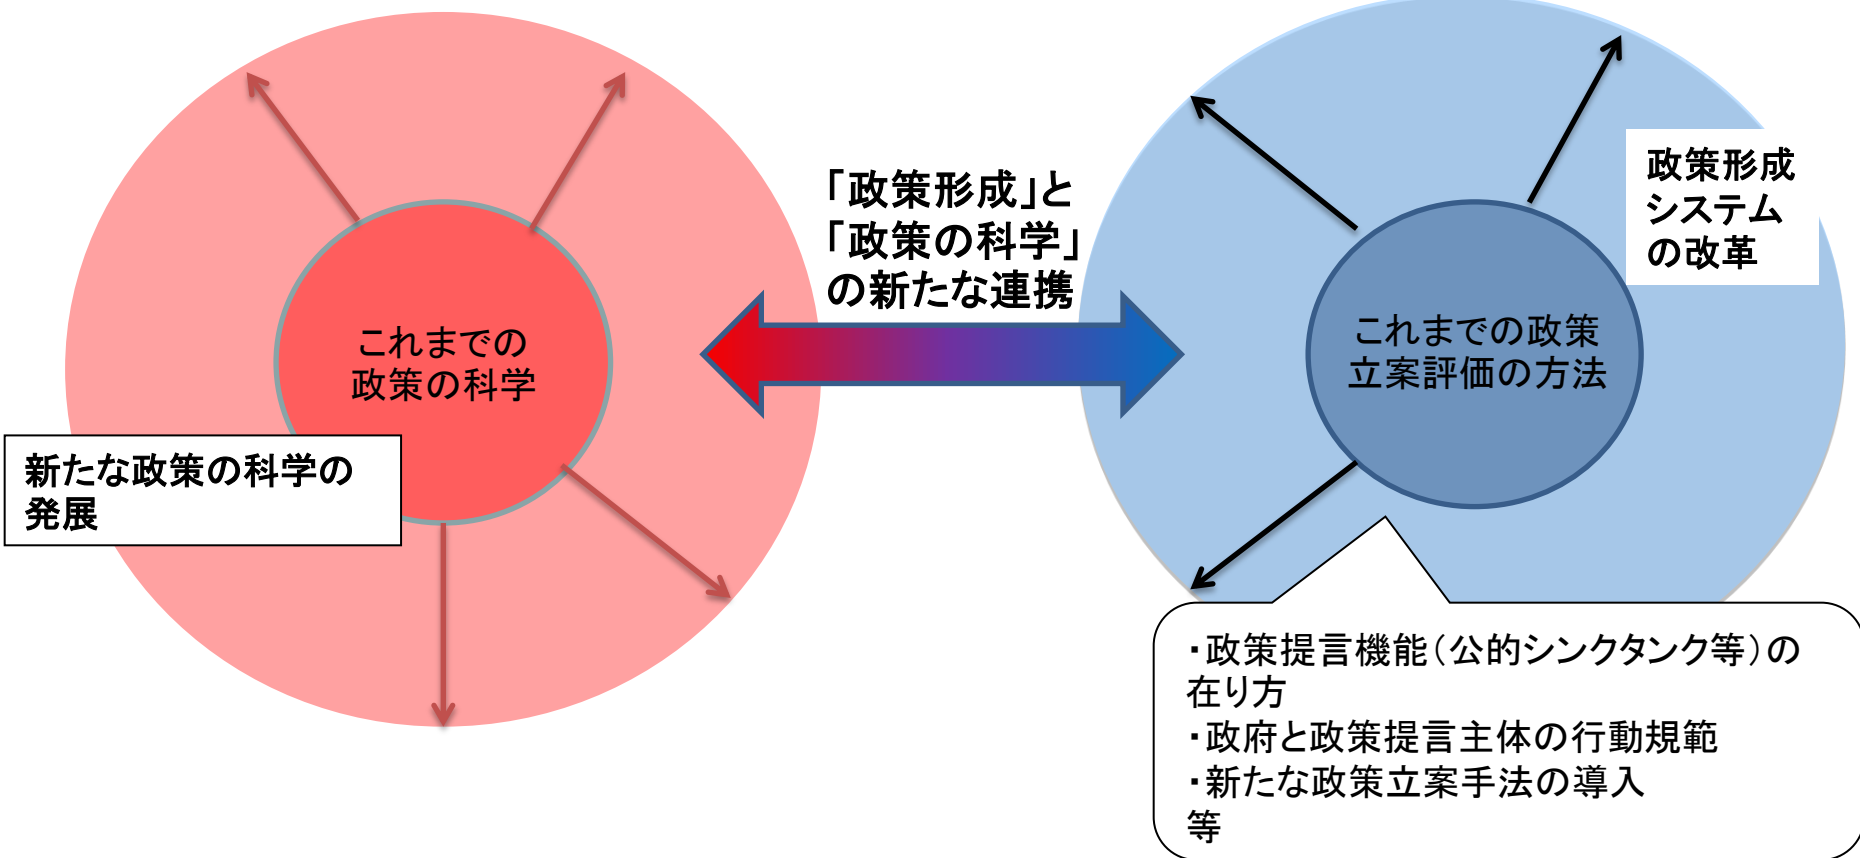 「政策形成」と
「政策の科学」
の新たな連携
これまでの
政策の科学
新たな政策の科学の
発展
政策形成
システム
の改革
これまでの政策
立案評価の方法
・政策提言機能（公的シンクタンク等）の
在り方
・政府と政策提言主体の行動規範
・新たな政策立案手法の導入
等